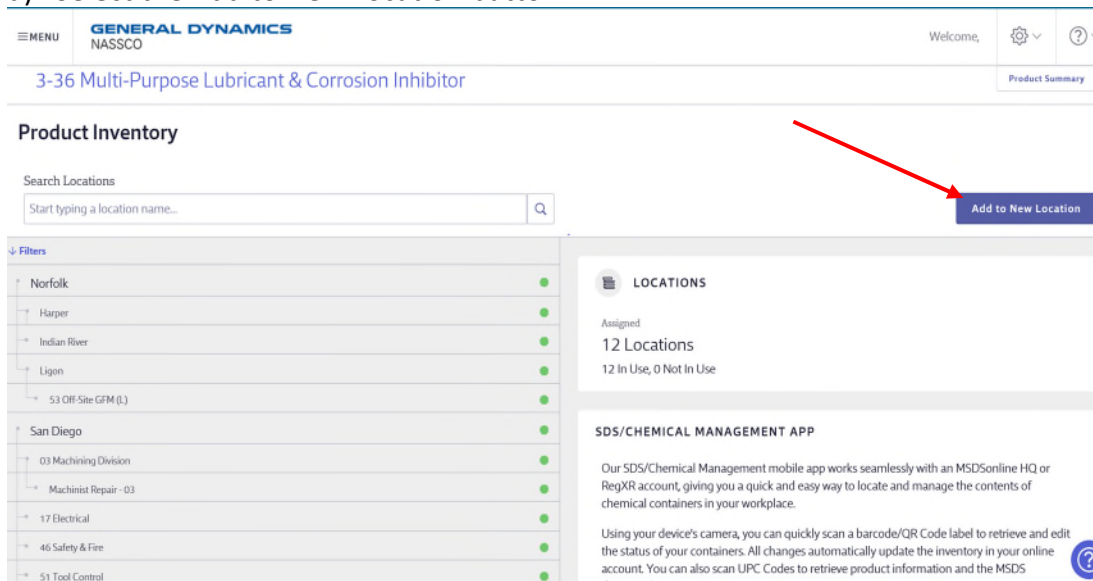 ≡MENU
GENERAL DYNAMICS
NASSCO
Welcome,
3-36 Multi-Purpose Lubricant & Corrosion Inhibitor
Product Summary
Product Inventory
Search Locations
Start typing a location name...
Add to New Location
↓ Filters
Norfolk
Harper
Indian River
Ligon
53 Off-Site GFM (L)
San Diego
03 Machining Division
Machinist Repair - 03
17 Electrical
46 Safety & Fire
51 Tool Control
LOCATIONS
Assigned
12 Locations
12 In Use, 0 Not In Use
SDS/CHEMICAL MANAGEMENT APP
Our SDS/Chemical Management mobile app works seamlessly with an MSDSonline HQ or
RegXR account, giving you a quick and easy way to locate and manage the contents of
chemical containers in your workplace.
Using your device's camera, you can quickly scan a barcode/QR Code label to retrieve and edit
the status of your containers. All changes automatically update the inventory in your online
account. You can also scan UPC Codes to retrieve product information and the MSDS